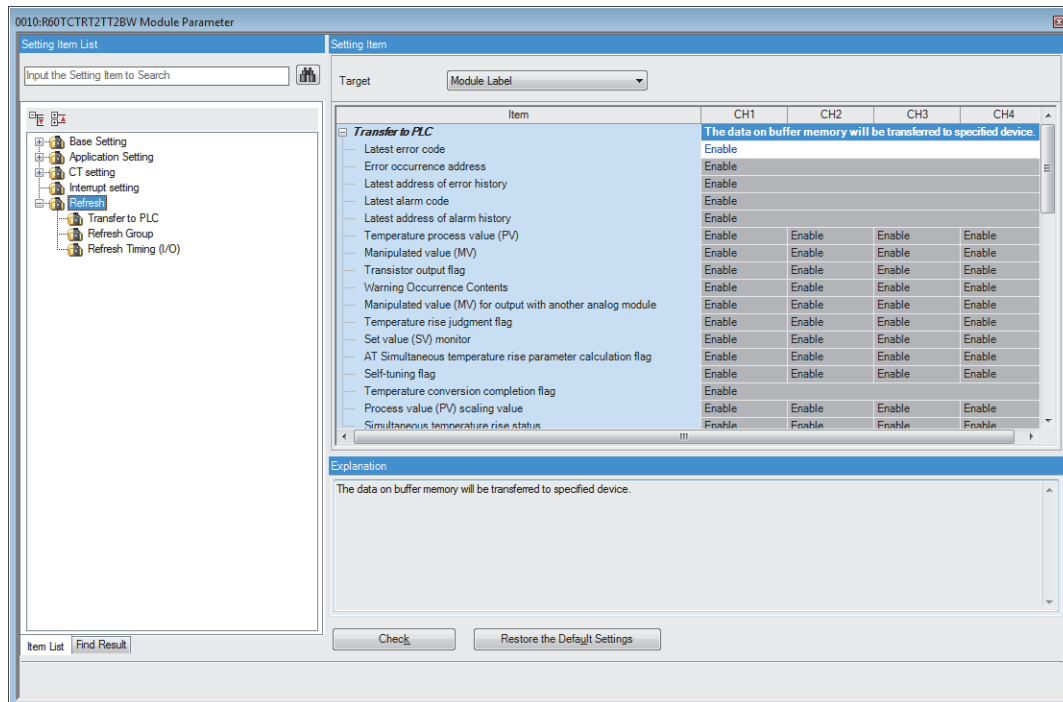 0010:R60TCTRT2TT2BW Module Parameter
Setting Item List
Input the Setting Item to Search
Base Setting
Application Setting
CT setting
Interrupt setting
Refresh
Transfer to PLC
Refresh Group
Refresh Timing (I/O)
Item List
Find Result
Setting Item
Target
Module Label
Item CH1 CH2 CH3 CH4
Transfer to PLC The data on buffer memory will be transferred to specified device.
Latest error code Enable
Error occurrence address Enable
Latest address of error history Enable
Latest alarm code Enable
Latest address of alarm history Enable
Temperature process value (PV) Enable Enable Enable Enable
Manipulated value (MV) Enable Enable Enable Enable
Transistor output flag Enable Enable Enable Enable
Warning Occurrence Contents Enable Enable Enable Enable
Manipulated value (MV) for output with another analog module Enable Enable Enable Enable
Temperature rise judgment flag Enable Enable Enable Enable
Set value (SV) monitor Enable Enable Enable Enable
AT Simultaneous temperature rise parameter calculation flag Enable Enable Enable Enable
Self-tuning flag Enable Enable Enable Enable
Temperature conversion completion flag Enable
Process value (PV) scaling value Enable Enable Enable Enable
Simultaneous temperature rise status Enable Enable Enable Enable
Explanation
The data on buffer memory will be transferred to specified device.
Check
Restore the Default Settings